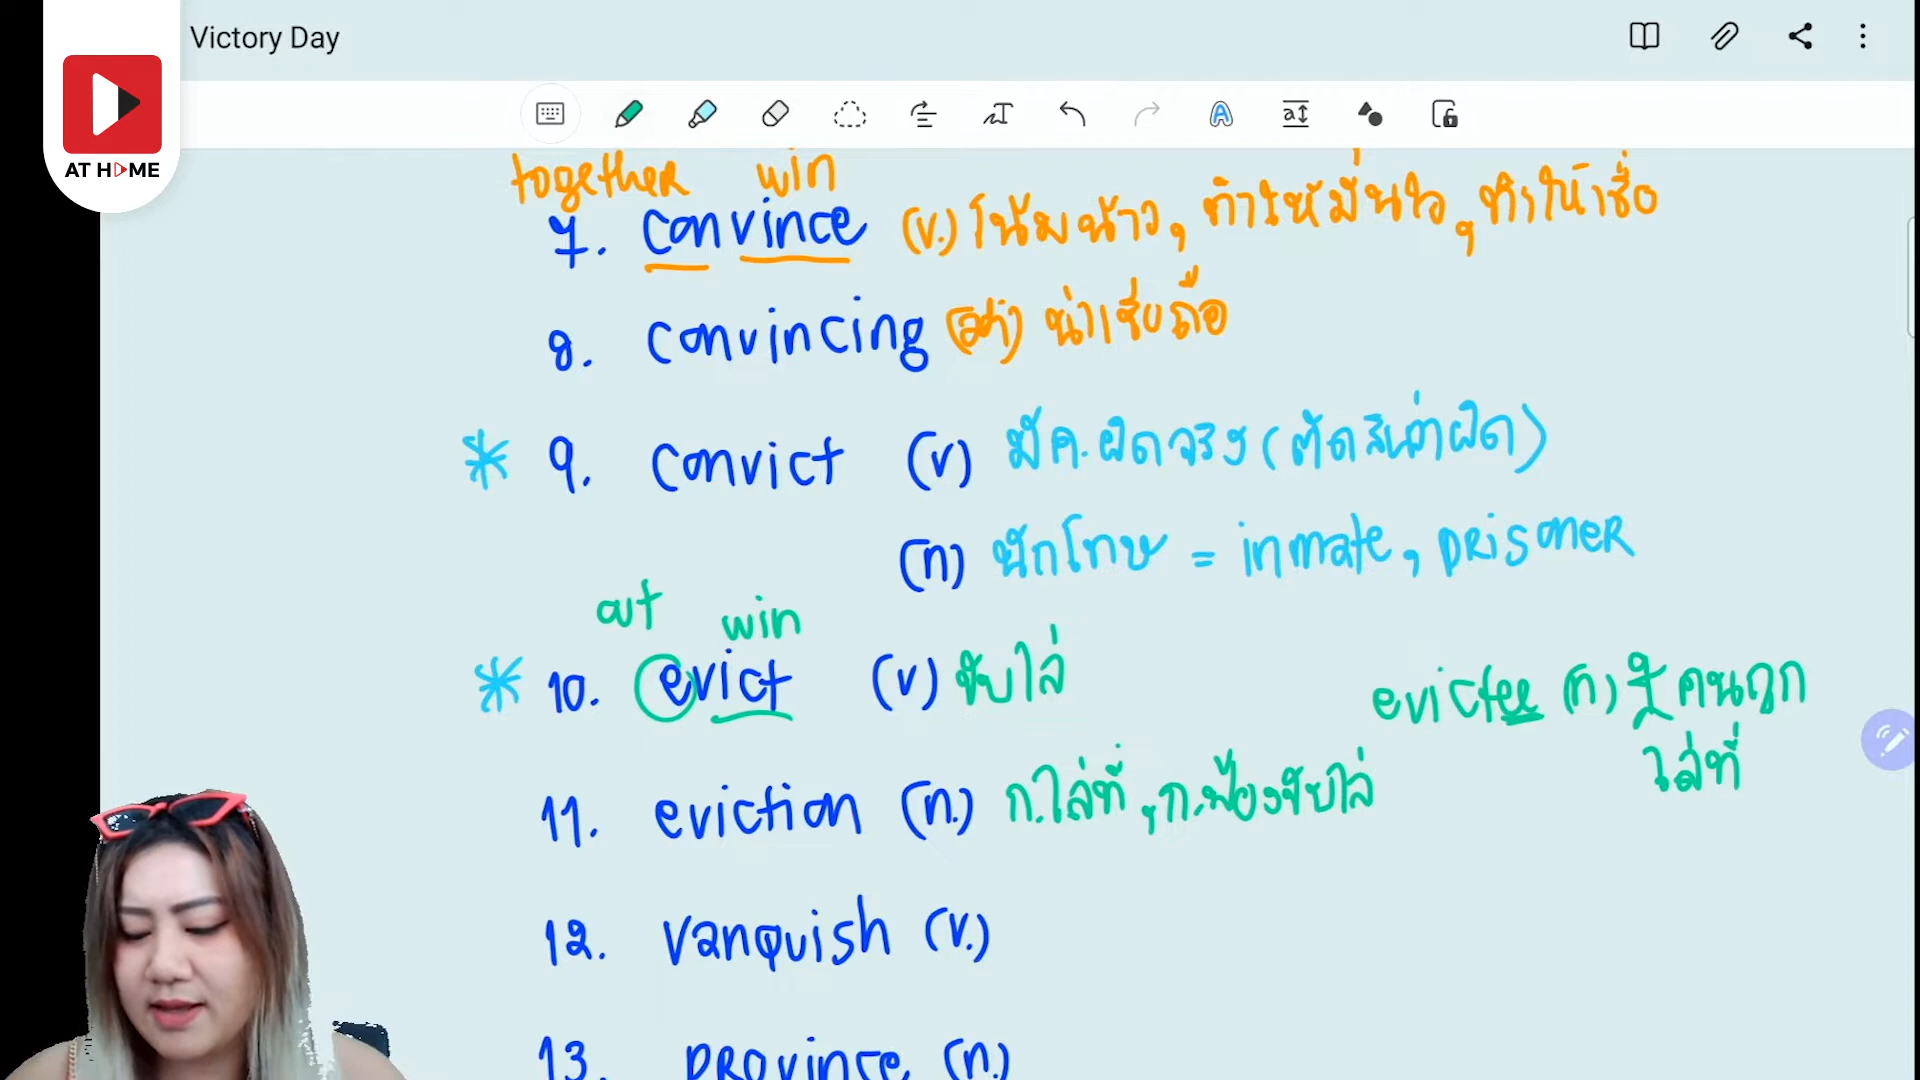 Victory Day
AT HOME
together win
7. convince (v.) โน้มน้าว, ทำให้มั่นใจ, ทำให้เชื่อ
8. convincing (adj) น่าเชื่อถือ
* 9. convict (v) มีค.ผิดจริง (ตัดสินว่าผิด)
(n) นักโทษ = inmate, prisoner
out win
* 10. evict (v) ขับไล่
evictee (n) ผู้/คนถูก
ไล่ที่
11. eviction (n.) ก.ไล่ที่, ก.ฟ้องขับไล่
12. vanquish (v.)
13. province (n.)